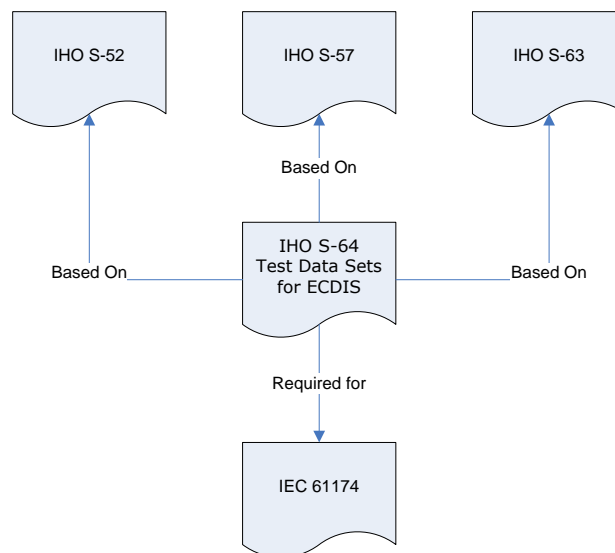 IHO S-52
IHO S-57
IHO S-63
Based On
IHO S-64
Test Data Sets
for ECDIS
Based On
Based On
Required for
IEC 61174